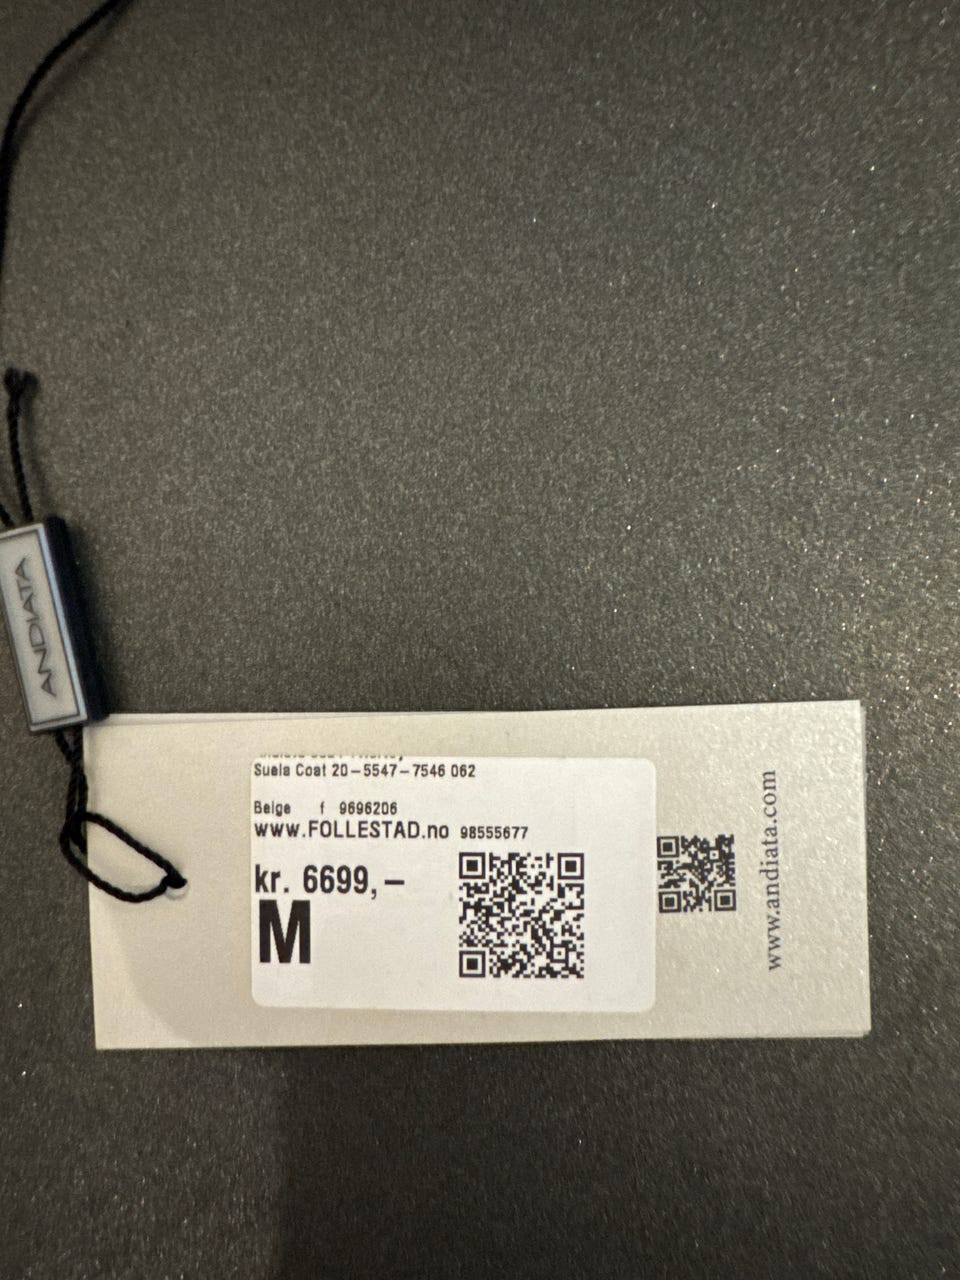 ANDIATA
Suela Coat 20-5547-7546 062
Beige f 9696206
www.FOLLESTAD.no 98555677
kr. 6699,-
M
www.andiata.com